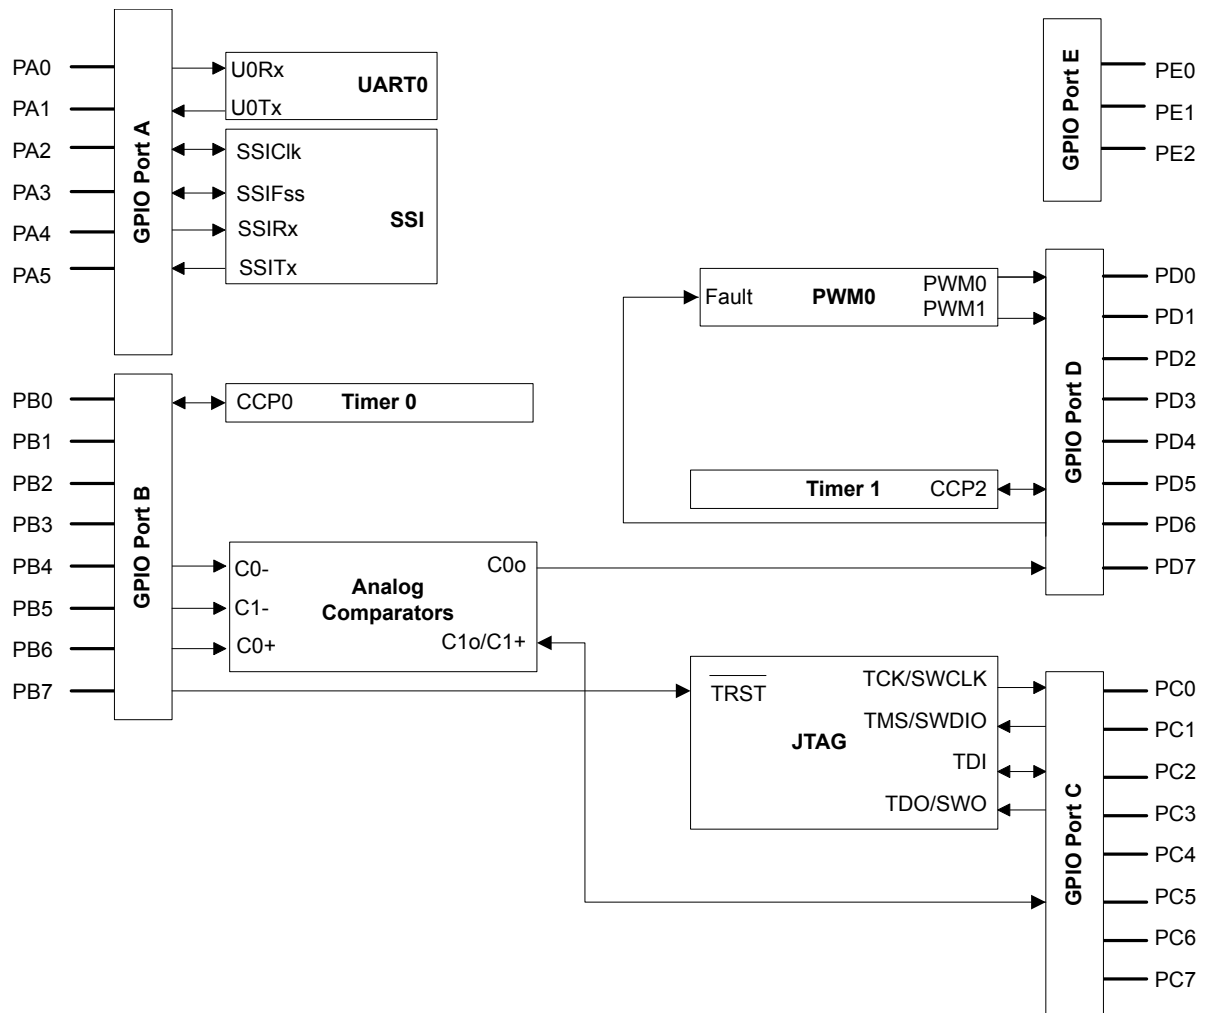 PA0
PA1
PA2
PA3
PA4
PA5
GPIO Port A
U0Rx
U0Tx
UART0
SSIClk
SSIFss
SSIRx
SSITx
SSI
PB0
PB1
PB2
PB3
PB4
PB5
PB6
PB7
GPIO Port B
CCP0
Timer 0
C0-
C1-
C0+
Analog
Comparators
C0o
C1o/C1+
GPIO Port E
PE0
PE1
PE2
Fault
PWM0
PWM0
PWM1
Timer 1
CCP2
GPIO Port D
PD0
PD1
PD2
PD3
PD4
PD5
PD6
PD7
TRST
JTAG
TCK/SWCLK
TMS/SWDIO
TDI
TDO/SWO
GPIO Port C
PC0
PC1
PC2
PC3
PC4
PC5
PC6
PC7